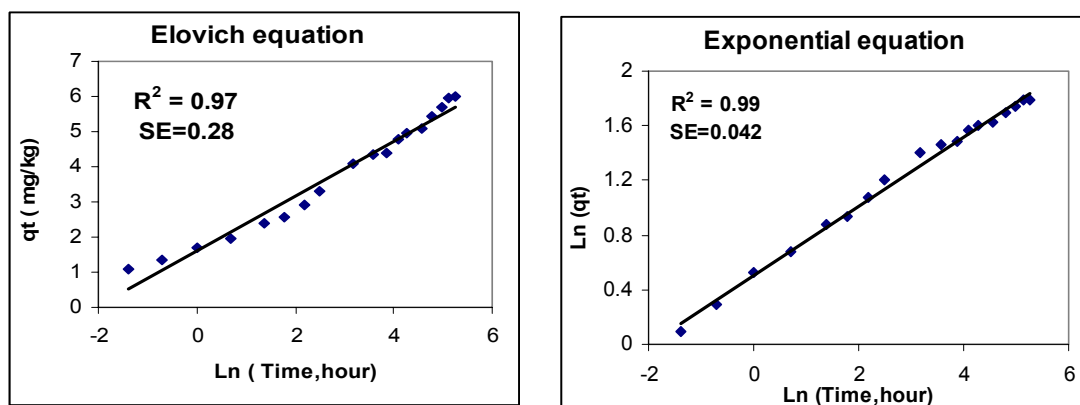 Elovich equation
7
6
5
4
3
2
1
0
R² = 0.97
SE=0.28
qt ( mg/kg)
-2 0 2 4 6
Ln ( Time,hour)
Exponential equation
2
1.6
1.2
0.8
0.4
0
R² = 0.99
SE=0.042
Ln (qt)
-2 0 2 4 6
Ln (Time,hour)